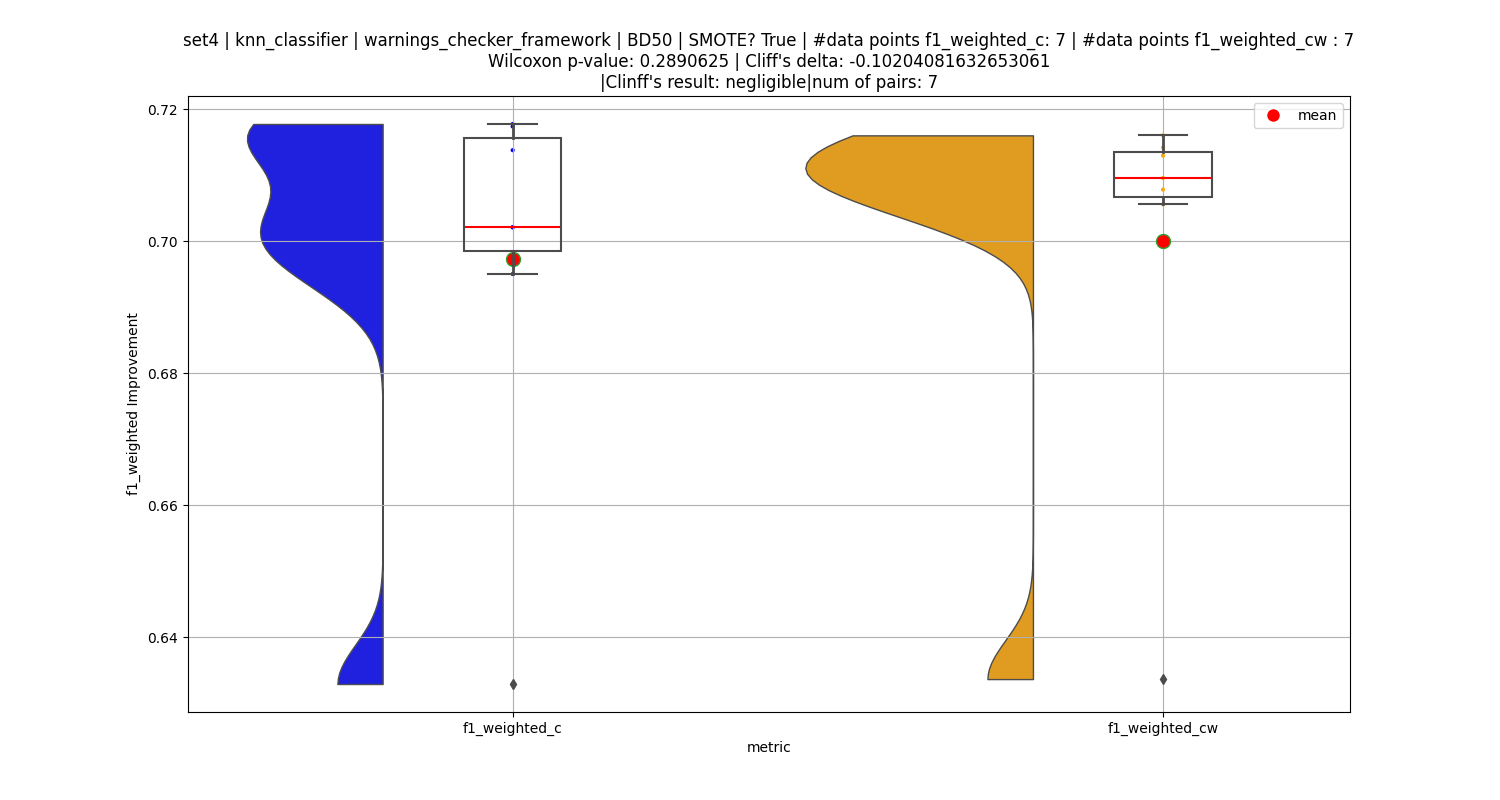 set4 | knn_classifier | warnings_checker_framework | BD50 | SMOTE? True | #data points f1_weighted_c: 7 | #data points f1_weighted_cw : 7
Wilcoxon p-value: 0.2890625 | Cliff's delta: -0.10204081632653061
|Clinff's result: negligible|num of pairs: 7
mean
0.72
0.70
0.68
0.66
0.64
f1_weighted Improvement
f1_weighted_c
f1_weighted_cw
metric